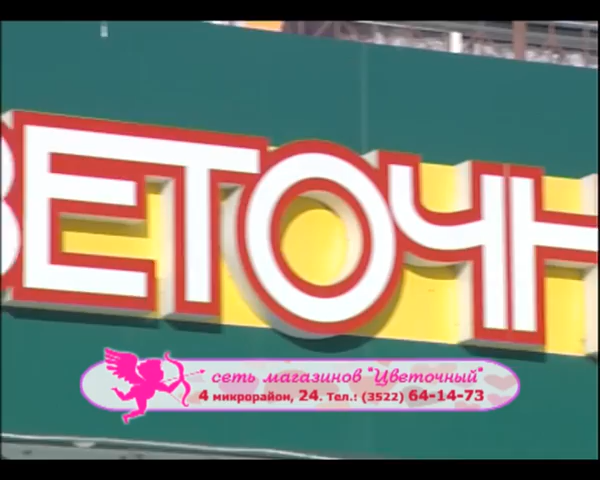 ВЕТОЧН
сеть магазинов "Цветочный"
4 микрорайон, 24. Тел.: (3522) 64-14-73